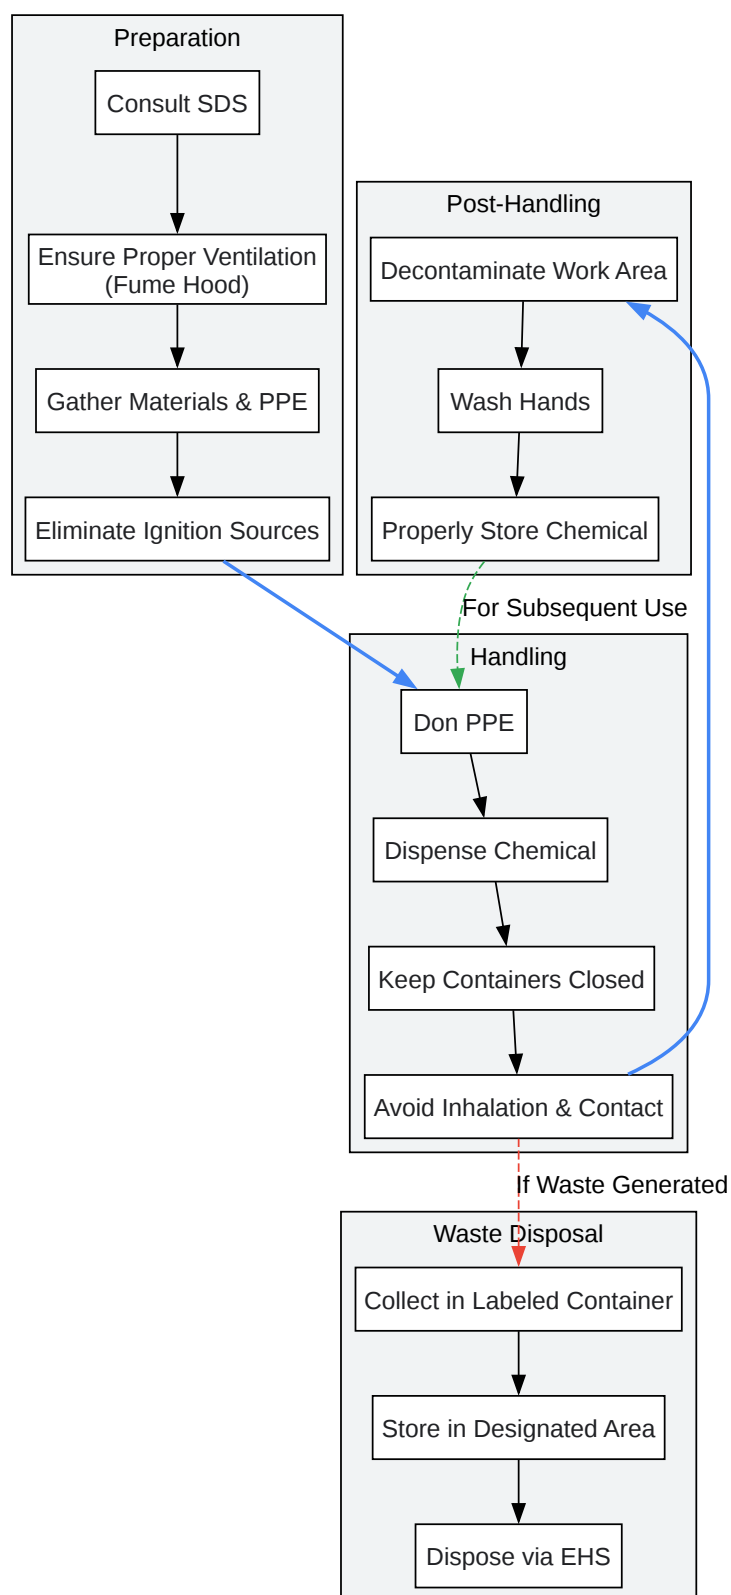 Preparation
Consult SDS
Ensure Proper Ventilation
(Fume Hood)
Gather Materials & PPE
Eliminate Ignition Sources
Post-Handling
Decontaminate Work Area
Wash Hands
Properly Store Chemical
For Subsequent Use
Handling
Don PPE
Dispense Chemical
Keep Containers Closed
Avoid Inhalation & Contact
If Waste Generated
Waste Disposal
Collect in Labeled Container
Store in Designated Area
Dispose via EHS